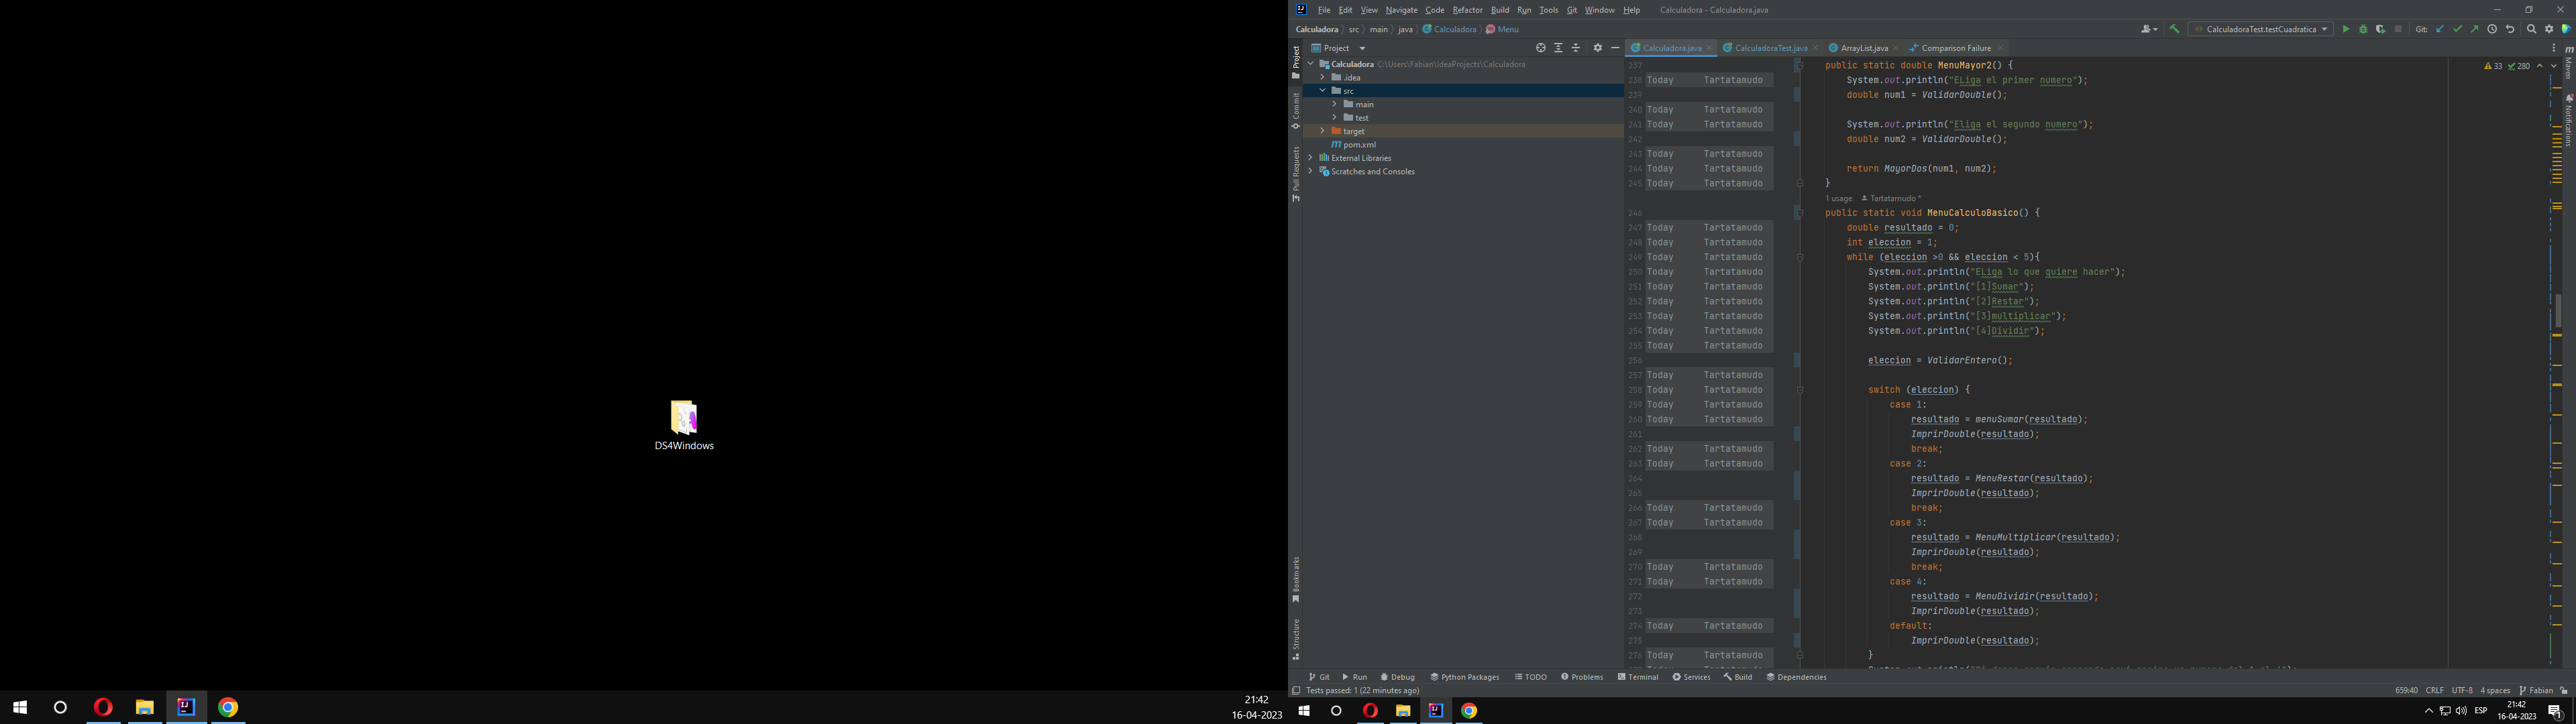 DS4Windows
21:42
16-04-2023
File Edit View Navigate Code Refactor Build Run Tools Git Window Help Calculadora - Calculadora.java
Calculadora src main java Calculadora Menu
CalculadoraTest.testCuadratica Git:
Project
Calculadora.java CalculadoraTest.java ArrayList.java Comparison Failure
Project
Commit
Pull Requests
Bookmarks
Structure
Calculadora C:\Users\Fabian\IdeaProjects\Calculadora
.idea
src
main
test
target
pom.xml
External Libraries
Scratches and Consoles
33 280
Maven
Notifications
237 public static double MenuMayor2() {
238 Today Tartatamudo System.out.println("ELiga el primer numero");
239 double num1 = ValidarDouble();
240 Today Tartatamudo
241 Today Tartatamudo System.out.println("Eliga el segundo numero");
242 double num2 = ValidarDouble();
243 Today Tartatamudo
244 Today Tartatamudo return MayorDos(num1, num2);
245 Today Tartatamudo }
1 usage Tartatamudo *
246 public static void MenuCalculoBasico() {
247 Today Tartatamudo double resultado = 0;
248 Today Tartatamudo int eleccion = 1;
249 Today Tartatamudo while (eleccion >0 && eleccion < 5){
250 Today Tartatamudo System.out.println("ELiga lo que quiere hacer");
251 Today Tartatamudo System.out.println("[1]Sumar");
252 Today Tartatamudo System.out.println("[2]Restar");
253 Today Tartatamudo System.out.println("[3]multiplicar");
254 Today Tartatamudo System.out.println("[4]Dividir");
255 Today Tartatamudo
256 eleccion = ValidarEntero();
257 Today Tartatamudo
258 Today Tartatamudo switch (eleccion) {
259 Today Tartatamudo case 1:
260 Today Tartatamudo resultado = menuSumar(resultado);
261 ImprirDouble(resultado);
262 Today Tartatamudo break;
263 Today Tartatamudo case 2:
264 resultado = MenuRestar(resultado);
265 ImprirDouble(resultado);
266 Today Tartatamudo break;
267 Today Tartatamudo case 3:
268 resultado = MenuMultiplicar(resultado);
269 ImprirDouble(resultado);
270 Today Tartatamudo break;
271 Today Tartatamudo case 4:
272 resultado = MenuDividir(resultado);
273 ImprirDouble(resultado);
274 Today Tartatamudo default:
275 ImprirDouble(resultado);
276 Today Tartatamudo }
Git Run Debug Python Packages TODO Problems Terminal Services Build Dependencies
Tests passed: 1 (22 minutes ago)
659:40 CRLF UTF-8 4 spaces Fabian
ESP
21:42
16-04-2023